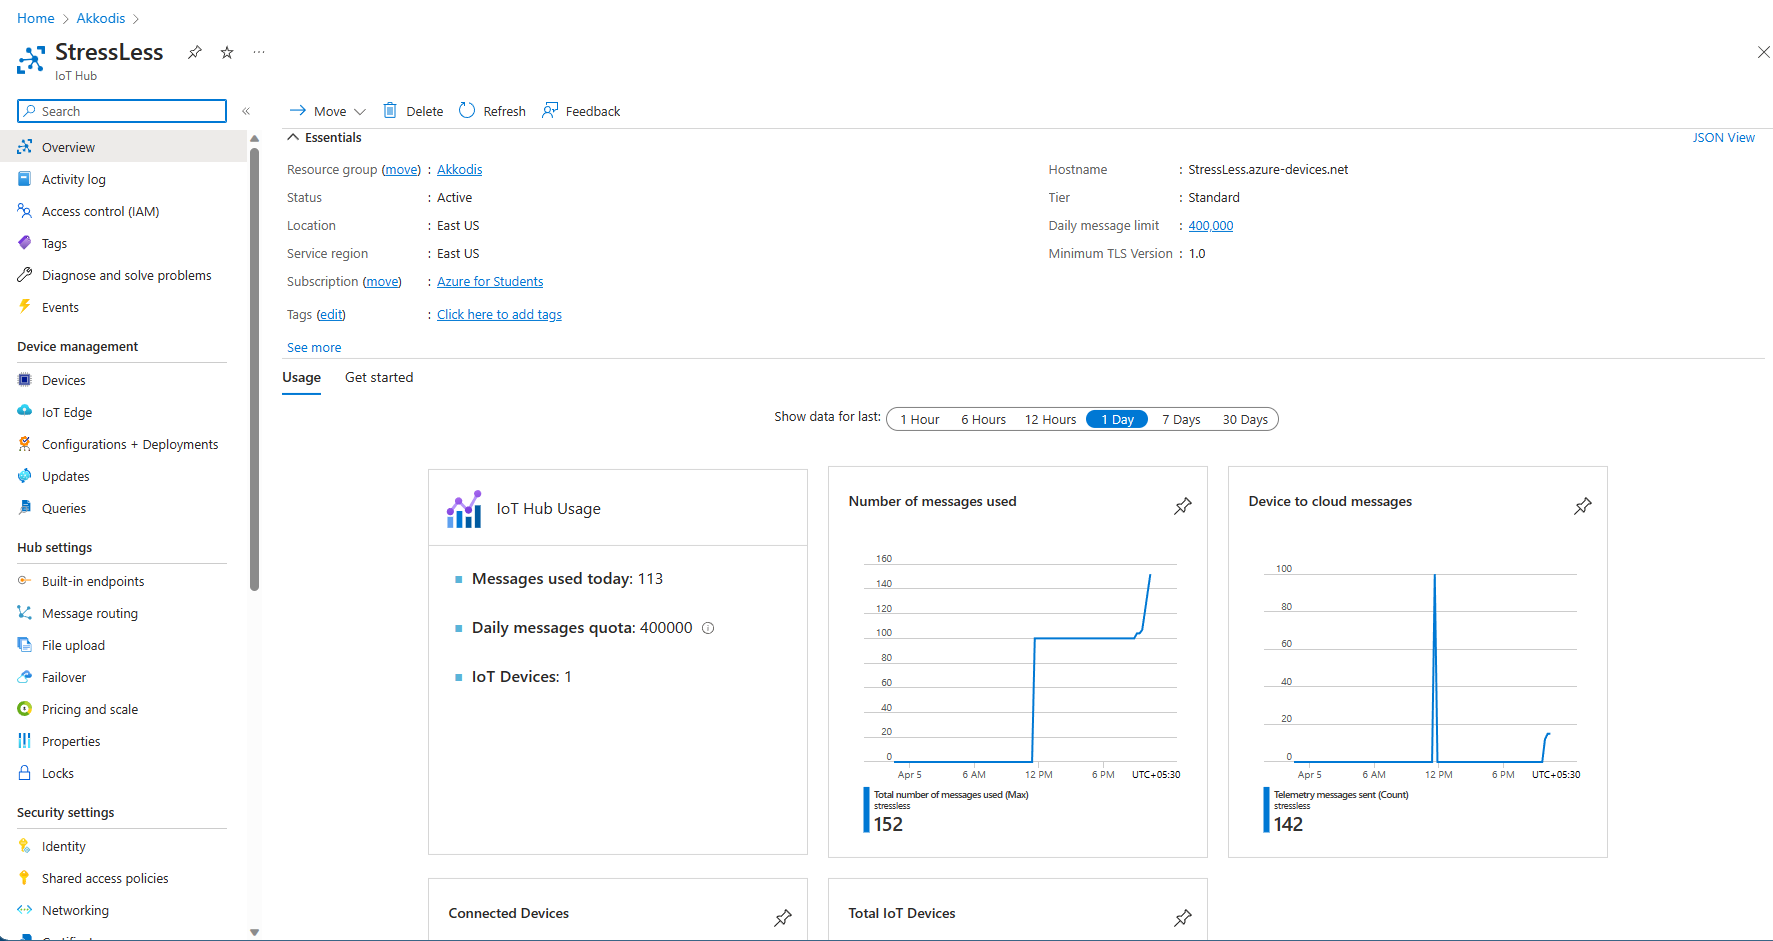 Home > Akkodis >
StressLess
IoT Hub
Search
Overview
Activity log
Access control (IAM)
Tags
Diagnose and solve problems
Events
Device management
Devices
IoT Edge
Configurations + Deployments
Updates
Queries
Hub settings
Built-in endpoints
Message routing
File upload
Failover
Pricing and scale
Properties
Locks
Security settings
Identity
Shared access policies
Networking
Move Delete Refresh Feedback
Essentials
JSON View
Resource group (move) : Akkodis
Status : Active
Location : East US
Service region : East US
Subscription (move) : Azure for Students
Tags (edit) : Click here to add tags
See more
Hostname : StressLess.azure-devices.net
Tier : Standard
Daily message limit : 400,000
Minimum TLS Version : 1.0
Usage Get started
Show data for last: 1 Hour 6 Hours 12 Hours 1 Day 7 Days 30 Days
IoT Hub Usage
Messages used today: 113
Daily messages quota: 400000
IoT Devices: 1
Number of messages used
160
140
120
100
80
60
40
20
0
Apr 5 6 AM 12 PM 6 PM UTC+05:30
Total number of messages used (Max)
stressless
152
Device to cloud messages
100
80
60
40
20
0
Apr 5 6 AM 12 PM 6 PM UTC+05:30
Telemetry messages sent (Count)
stressless
142
Connected Devices
Total IoT Devices